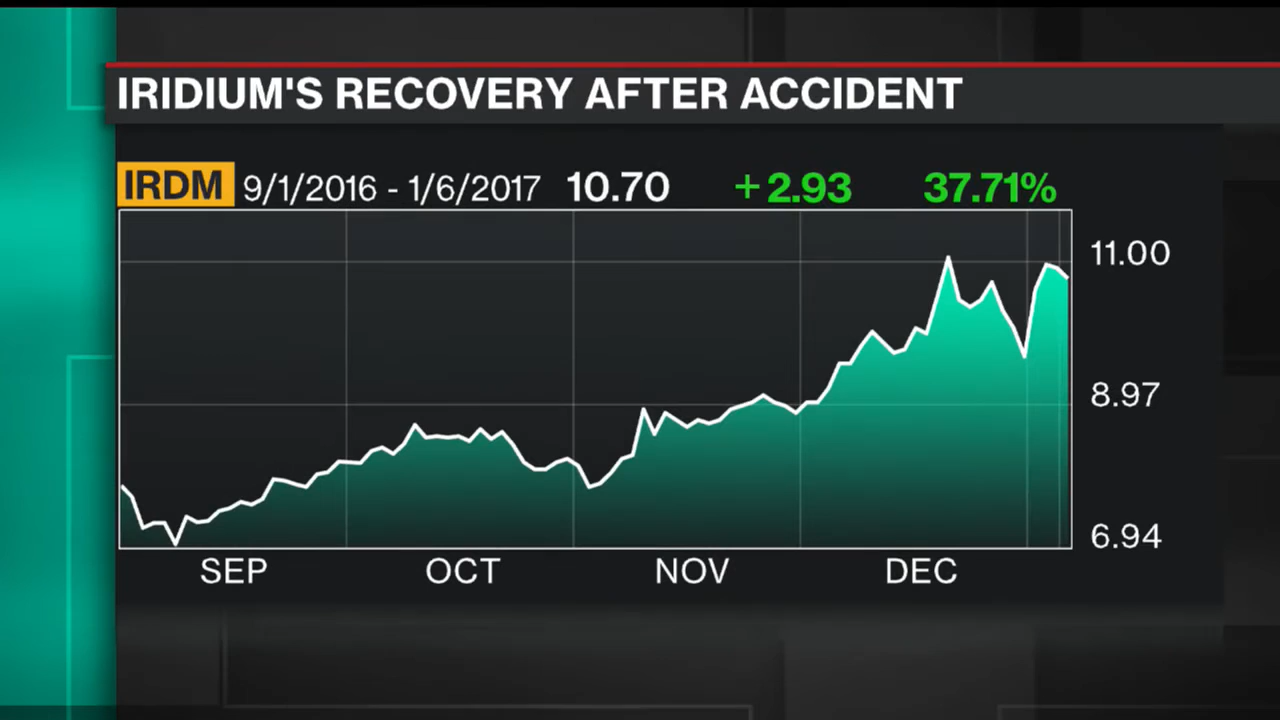 IRIDIUM'S RECOVERY AFTER ACCIDENT
IRDM 9/1/2016 - 1/6/2017 10.70 +2.93 37.71%
11.00
8.97
6.94
SEP OCT NOV DEC